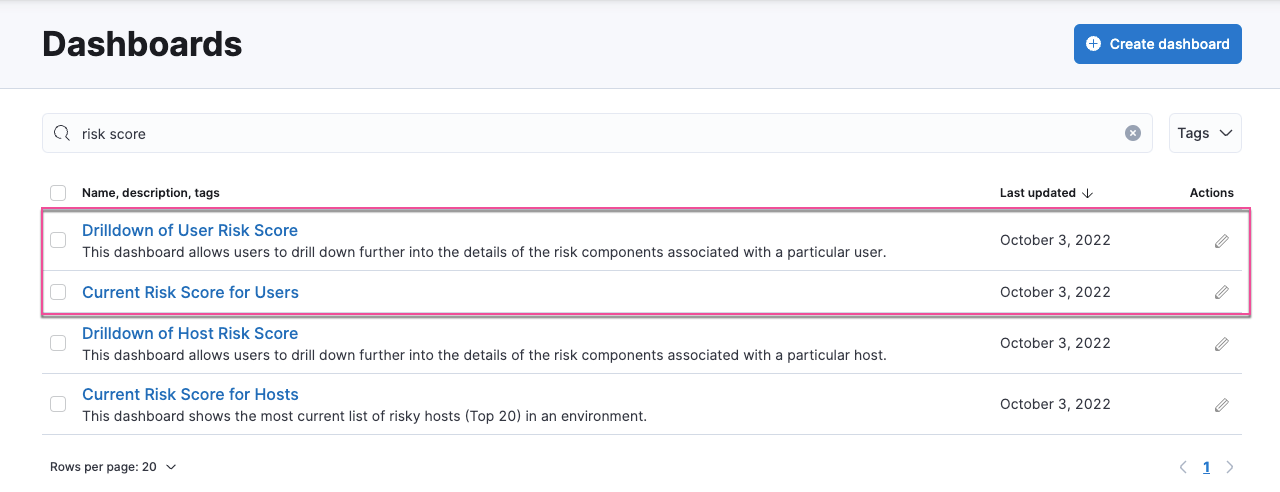 Dashboards
Create dashboard
risk score
Tags
Name, description, tags
Last updated
Actions
Drilldown of User Risk Score
This dashboard allows users to drill down further into the details of the risk components associated with a particular user.
October 3, 2022
Current Risk Score for Users
October 3, 2022
Drilldown of Host Risk Score
This dashboard allows users to drill down further into the details of the risk components associated with a particular host.
October 3, 2022
Current Risk Score for Hosts
This dashboard shows the most current list of risky hosts (Top 20) in an environment.
October 3, 2022
Rows per page: 20
1